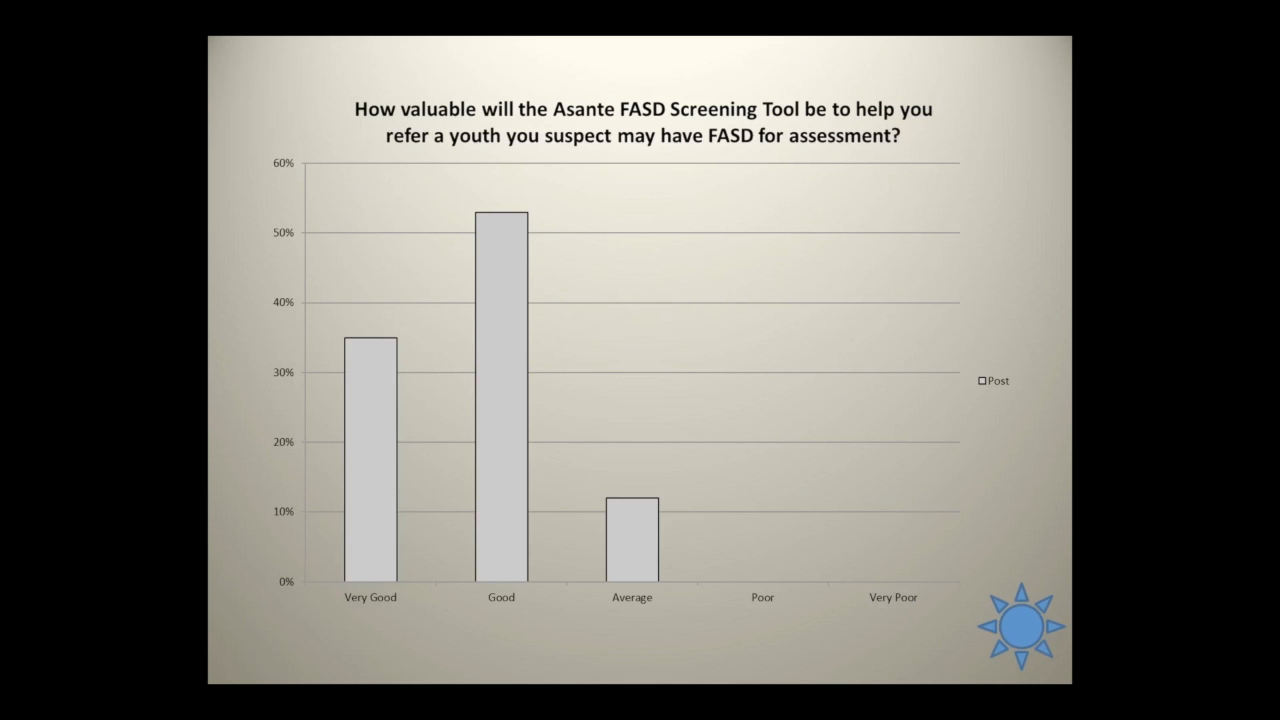 How valuable will the Asante FASD Screening Tool be to help you
refer a youth you suspect may have FASD for assessment?
60%
50%
40%
30%
20%
10%
0%
Very Good
Good
Average
Poor
Very Poor
Post